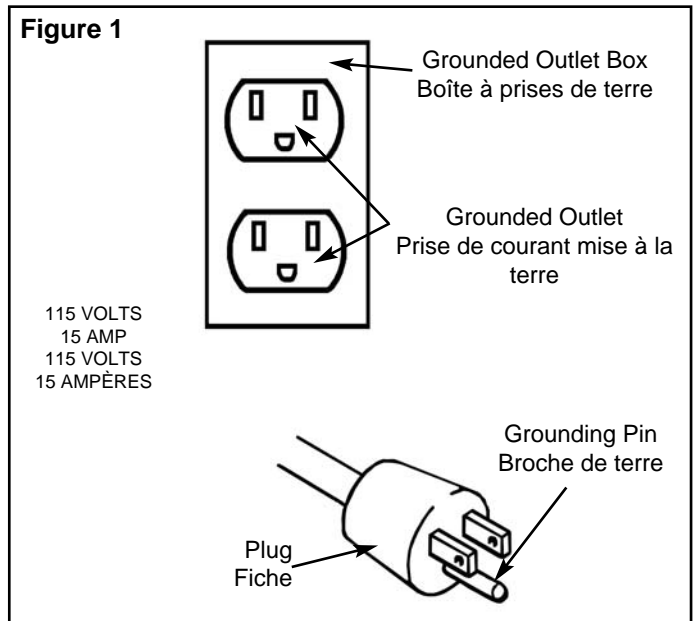 Figure 1
Grounded Outlet Box
Boîte à prises de terre
Grounded Outlet
Prise de courant mise à la
terre
115 VOLTS
15 AMP
115 VOLTS
15 AMPÈRES
Grounding Pin
Broche de terre
Plug
Fiche